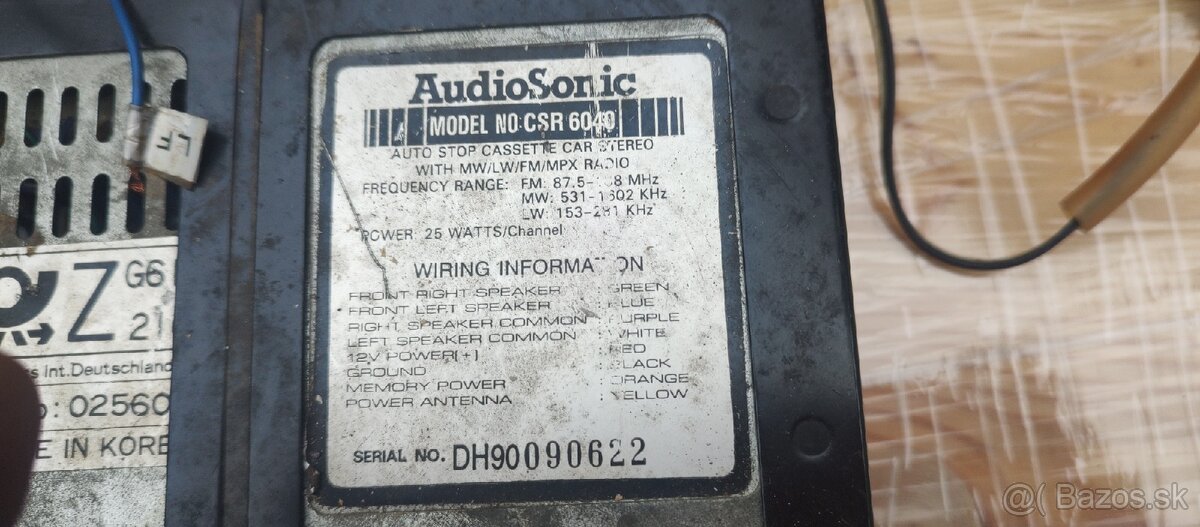 LF
Z G6
21
Int. Deutschland
: 02560
IN KORE
AudioSonic
MODEL NO:CSR 6040
AUTO STOP CASSETTE CAR STEREO
WITH MW/LW/FM/MPX RADIO
FREQUENCY RANGE: FM: 87.5- 8 MHz
MW: 531-1602 KHz
LW: 153-281 KHz
POWER: 25 WATTS/Channel
WIRING INFORMAT ON
FRONT RIGHT SPEAKER : GREEN
FRONT LEFT SPEAKER : BLUE
RIGHT SPEAKER COMMON : PURPLE
LEFT SPEAKER COMMON : WHITE
12V POWER(+) : RED
GROUND : BLACK
MEMORY POWER : ORANGE
POWER ANTENNA : YELLOW
SERIAL NO. DH90090622
@( Bazos.sk